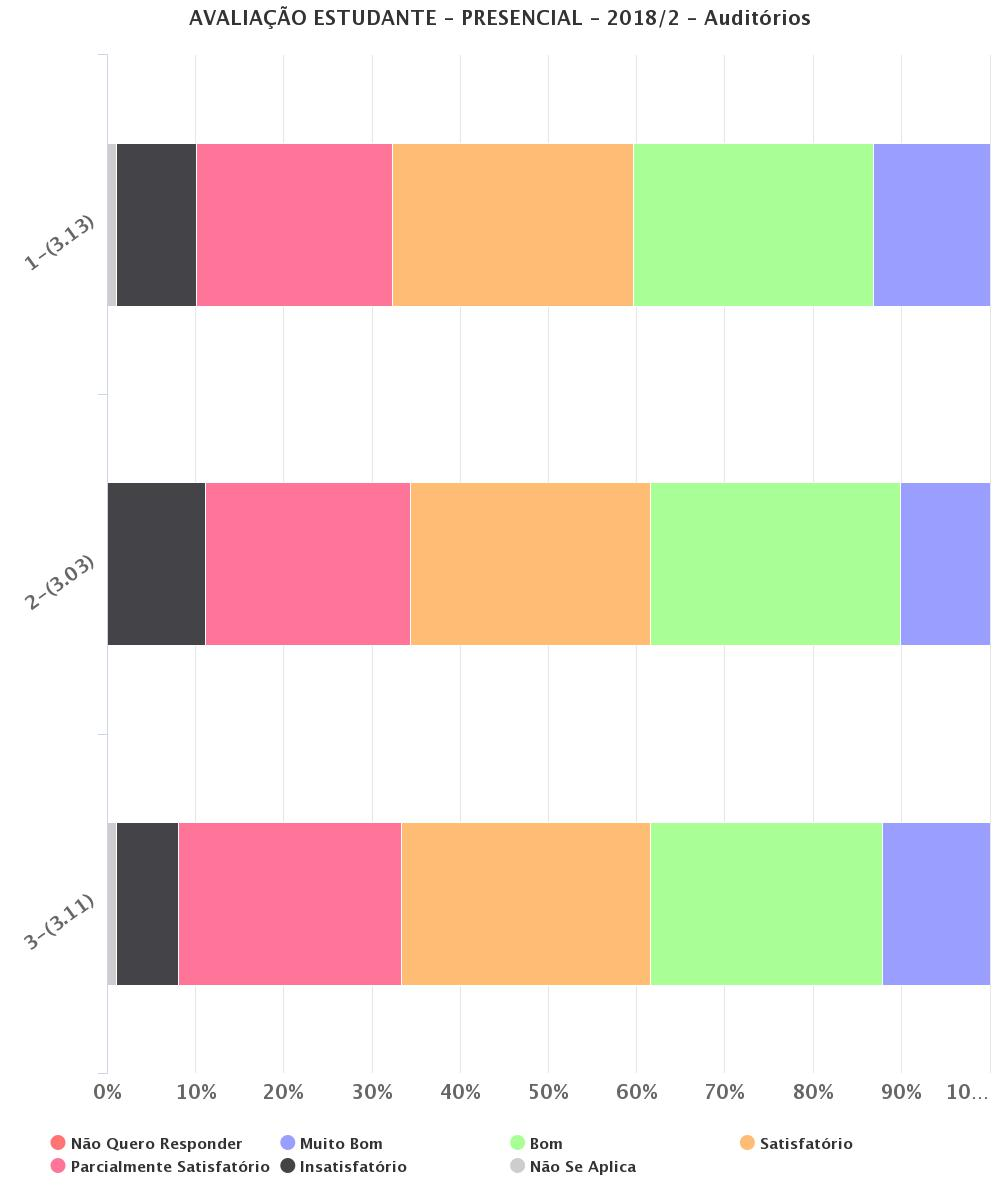 AVALIAÇÃO ESTUDANTE – PRESENCIAL – 2018/2 – Auditórios
1–(3.13)
2–(3.03)
3–(3.11)
0% 10% 20% 30% 40% 50% 60% 70% 80% 90% 10...
Não Quero Responder Muito Bom Bom Satisfatório
Parcialmente Satisfatório Insatisfatório Não Se Aplica